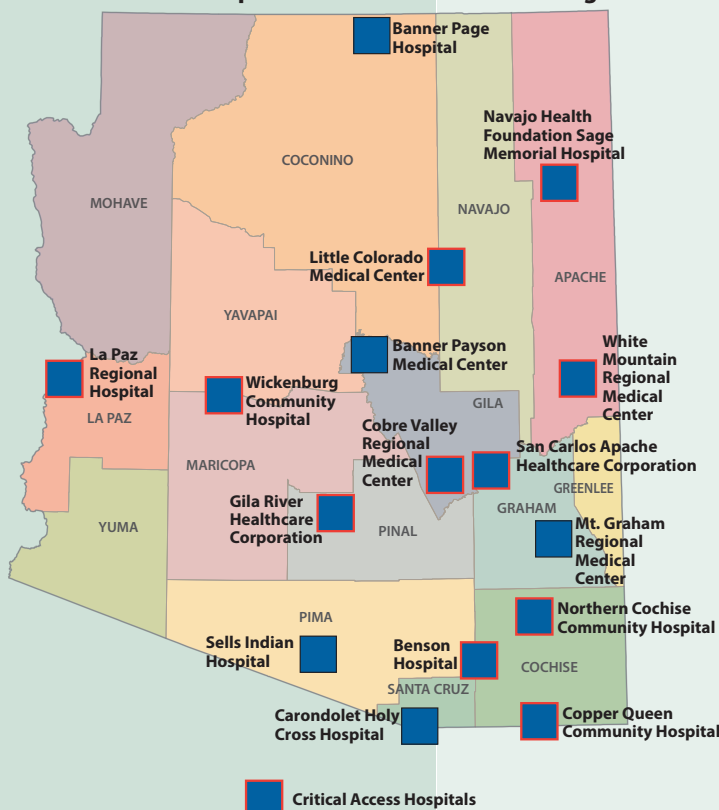 Banner Page
Hospital
Navajo Health
Foundation Sage
Memorial Hospital
COCONINO
MOHAVE
NAVAJO
Little Colorado
Medical Center
APACHE
YAVAPAI
Banner Payson
Medical Center
White
Mountain
Regional
Medical
Center
La Paz
Regional
Hospital
Wickenburg
Community
Hospital
GILA
LA PAZ
Cobre Valley
Regional
Medical
Center
San Carlos Apache
Healthcare Corporation
MARICOPA
GREENLEE
Gila River
Healthcare
Corporation
GRAHAM
YUMA
PINAL
Mt. Graham
Regional
Medical
Center
Northern Cochise
Community Hospital
PIMA
Sells Indian
Hospital
Benson
Hospital
COCHISE
SANTA CRUZ
Carondolet Holy
Cross Hospital
Copper Queen
Community Hospital
Critical Access Hospitals